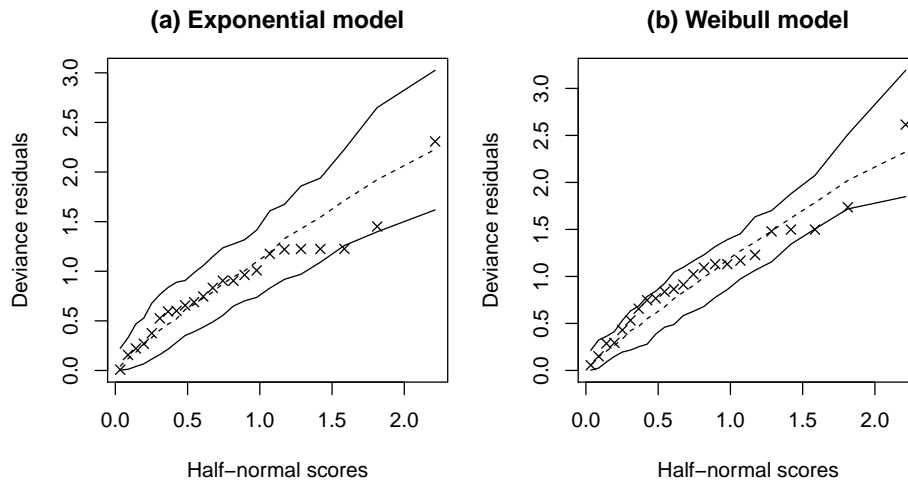 (a) Exponential model
Deviance residuals
3.0
2.5
2.0
1.5
1.0
0.5
0.0
0.0 0.5 1.0 1.5 2.0
Half−normal scores
(b) Weibull model
Deviance residuals
3.0
2.5
2.0
1.5
1.0
0.5
0.0
0.0 0.5 1.0 1.5 2.0
Half−normal scores